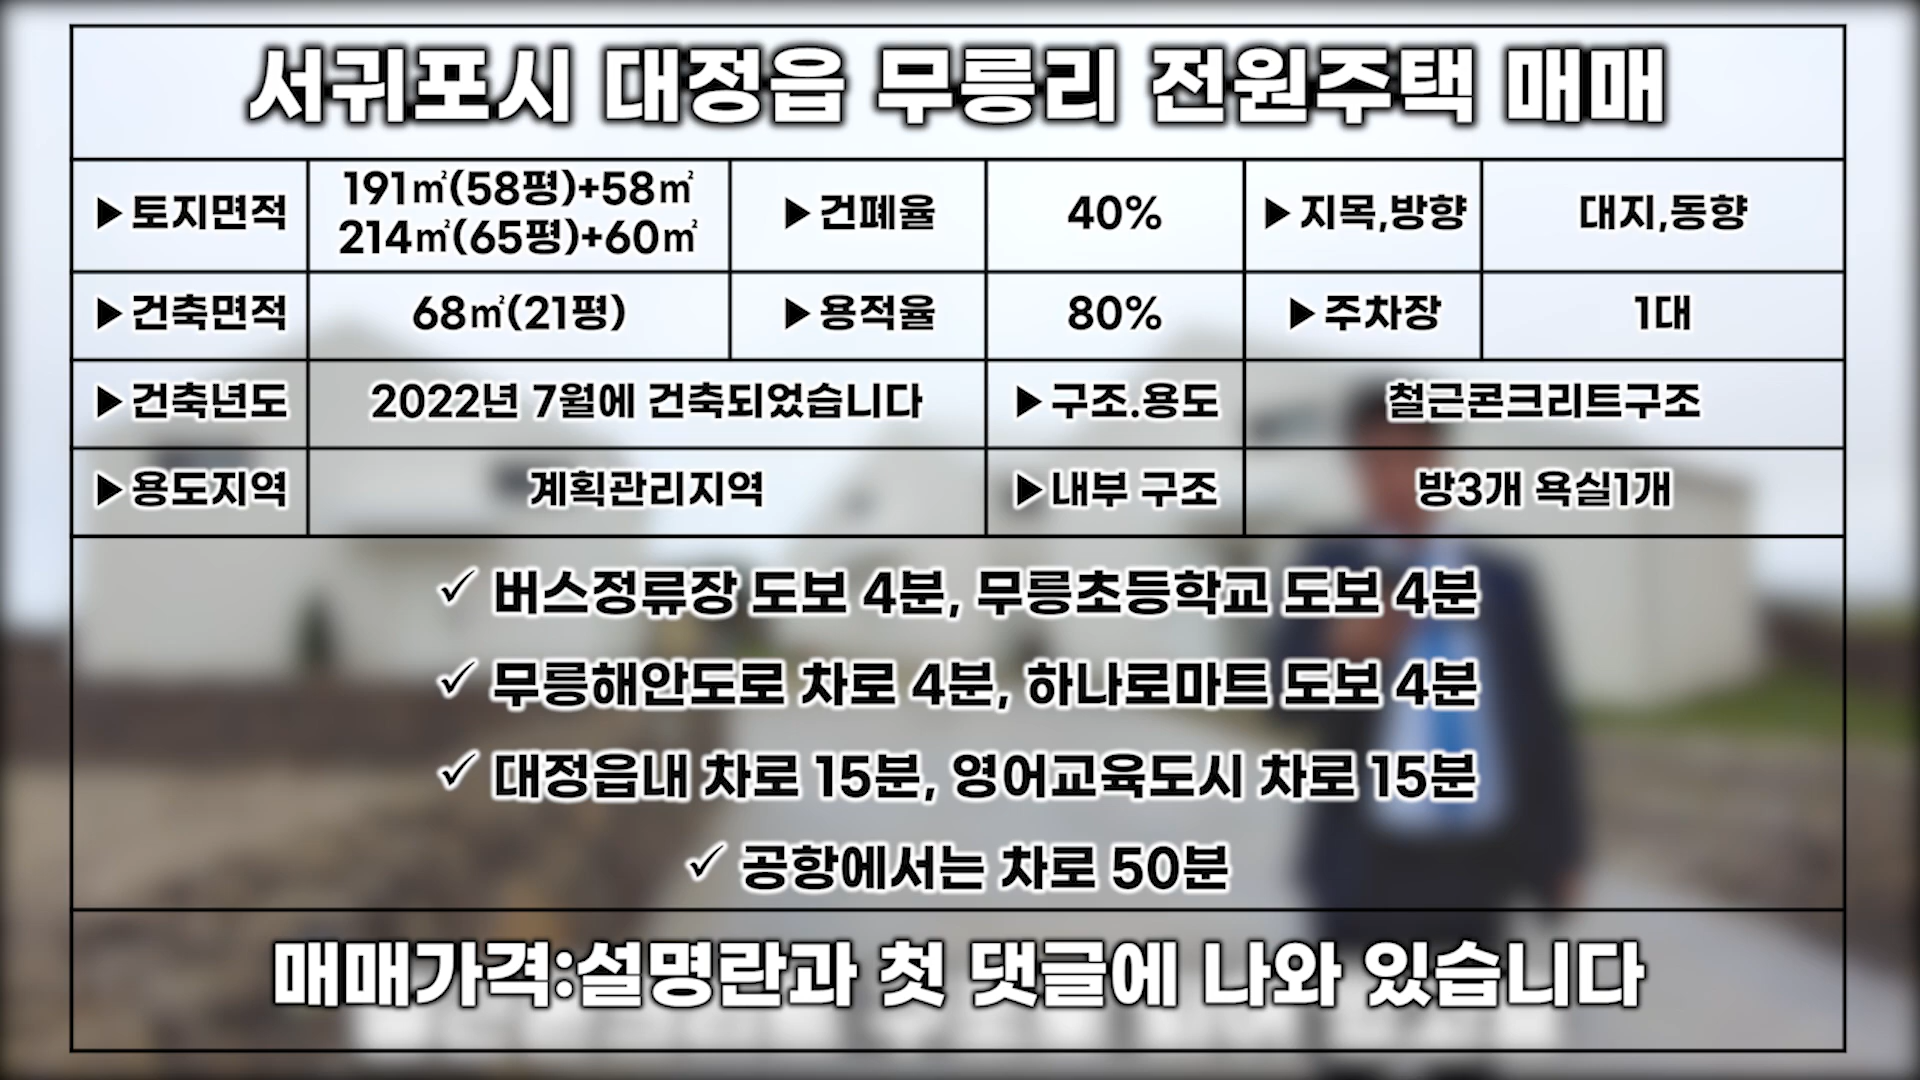 서귀포시 대정읍 무릉리 전원주택 매매
▶토지면적
191㎡(58평)+58㎡
214㎡(65평)+60㎡
▶건폐율
40%
▶지목,방향
대지,동향
▶건축면적
68㎡(21평)
▶용적율
80%
▶주차장
1대
▶건축년도
2022년 7월에 건축되었습니다
▶구조.용도
철근콘크리트구조
▶용도지역
계획관리지역
▶내부 구조
방3개 욕실1개
✓ 버스정류장 도보 4분, 무릉초등학교 도보 4분
✓ 무릉해안도로 차로 4분, 하나로마트 도보 4분
✓ 대정읍내 차로 15분, 영어교육도시 차로 15분
✓ 공항에서는 차로 50분
매매가격:설명란과 첫 댓글에 나와 있습니다